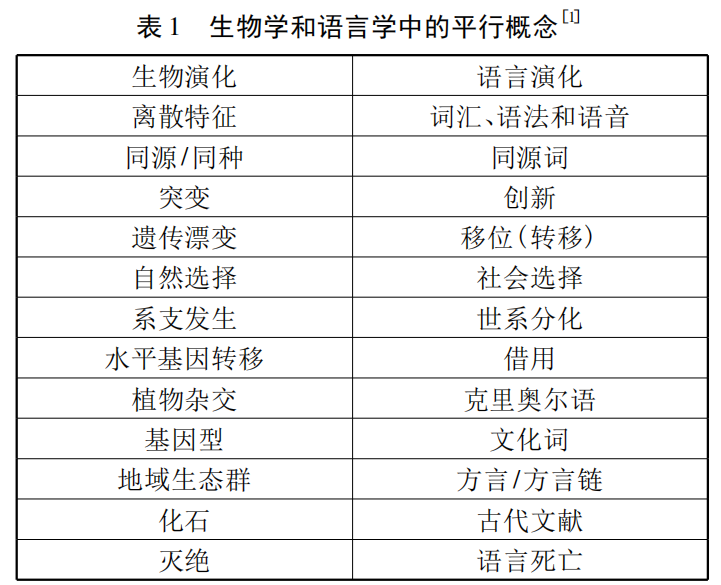 表1 生物学和语言学中的平行概念[1]
生物演化 语言演化
离散特征 词汇、语法和语音
同源/同种 同源词
突变 创新
遗传漂变 移位(转移)
自然选择 社会选择
系支发生 世系分化
水平基因转移 借用
植物杂交 克里奥尔语
基因型 文化词
地域生态群 方言/方言链
化石 古代文献
灭绝 语言死亡